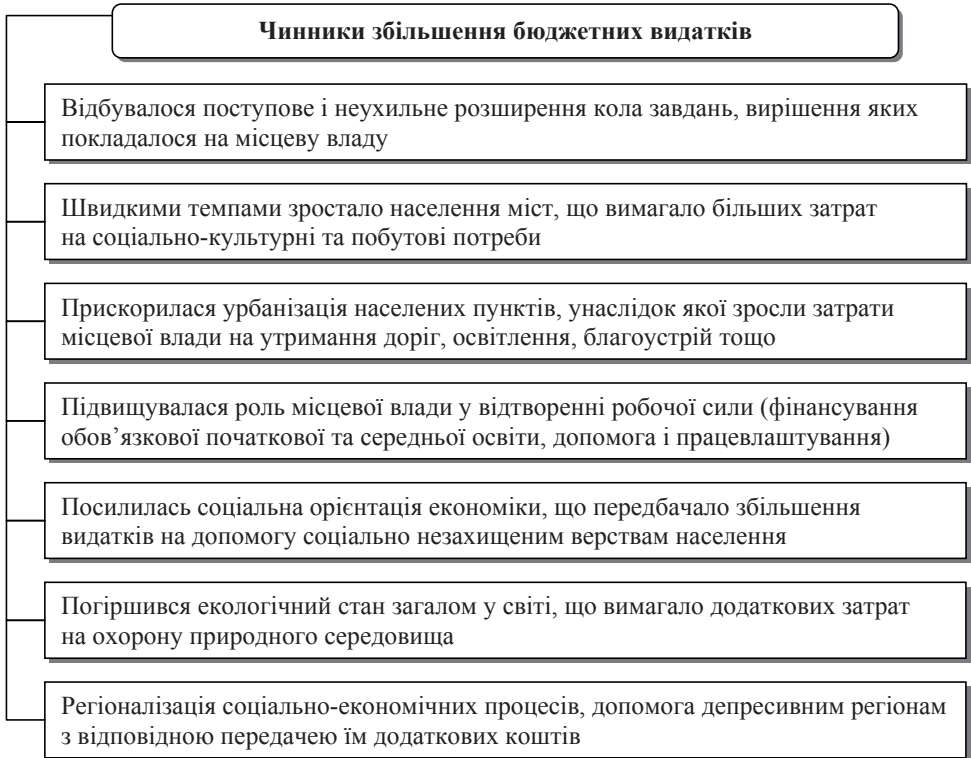 Чинники збільшення бюджетних видатків
Відбувалося поступове і неухильне розширення кола завдань, вирішення яких
покладалося на місцеву владу
Швидкими темпами зростало населення міст, що вимагало більших затрат
на соціально-культурні та побутові потреби
Прискорилася урбанізація населених пунктів, унаслідок якої зросли затрати
місцевої влади на утримання доріг, освітлення, благоустрій тощо
Підвищувалася роль місцевої влади у відтворенні робочої сили (фінансування
обов’язкової початкової та середньої освіти, допомога і працевлаштування)
Посилилась соціальна орієнтація економіки, що передбачало збільшення
видатків на допомогу соціально незахищеним верствам населення
Погіршився екологічний стан загалом у світі, що вимагало додаткових затрат
на охорону природного середовища
Регіоналізація соціально-економічних процесів, допомога депресивним регіонам
з відповідною передачею їм додаткових коштів